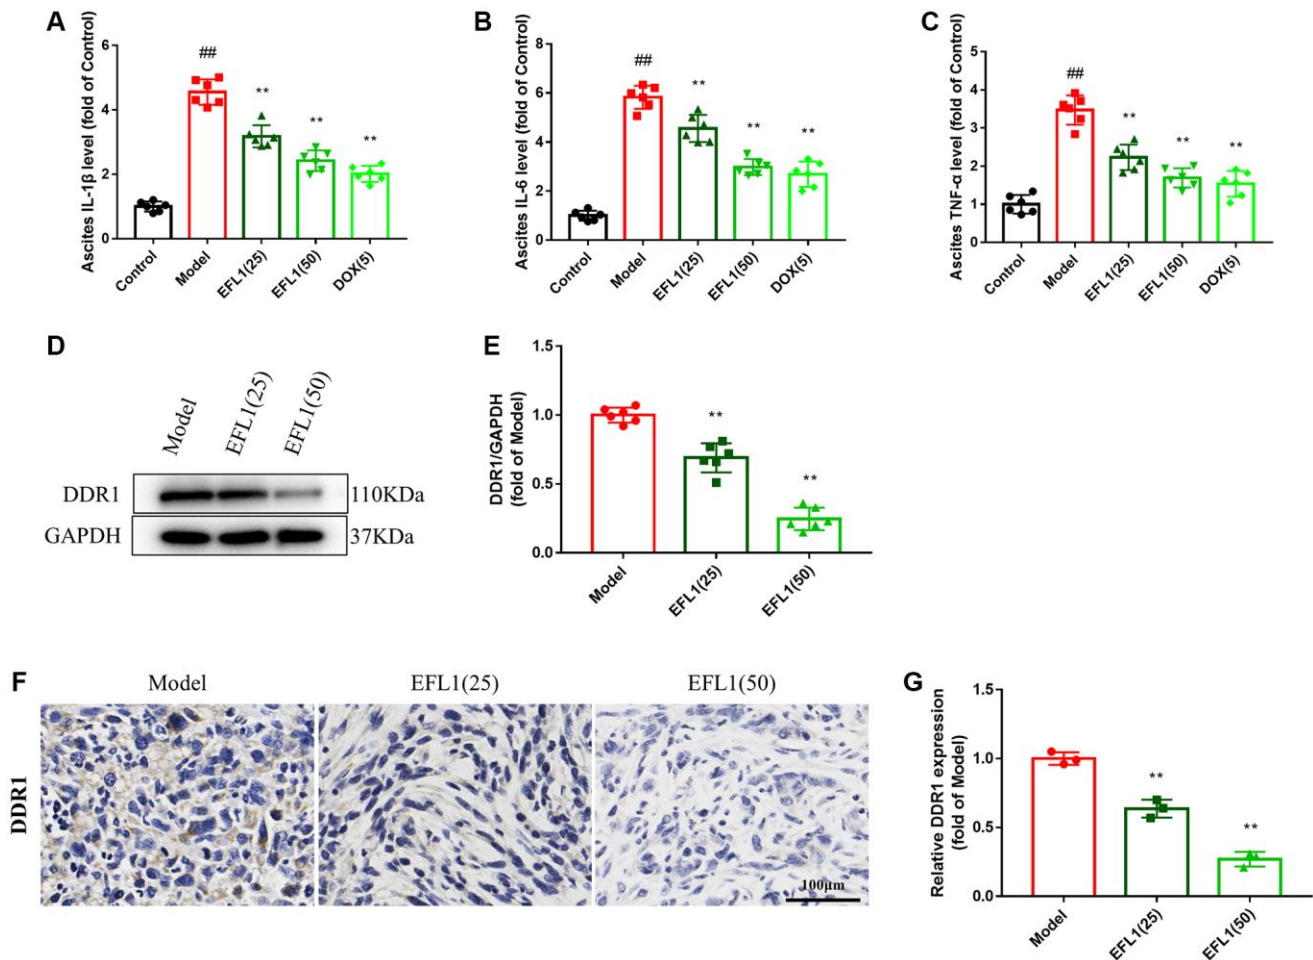 A
Ascites IL-1β level (fold of Control)
6
4
2
0
##
**
**
**
Control
Model
EFL1(25)
EFL1(50)
DOX(5)
B
Ascites IL-6 level (fold of Control)
8
6
4
2
0
##
**
**
**
Control
Model
EFL1(25)
EFL1(50)
DOX(5)
C
Ascites TNF-α level (fold of Control)
5
4
3
2
1
0
##
**
**
**
Control
Model
EFL1(25)
EFL1(50)
DOX(5)
D
Model
EFL1(25)
EFL1(50)
DDR1
110KDa
GAPDH
37KDa
E
DDR1/GAPDH
(fold of Model)
1.5
1.0
0.5
0.0
**
**
Model
EFL1(25)
EFL1(50)
F
Model
EFL1(25)
EFL1(50)
DDR1
100μm
G
Relative DDR1 expression
(fold of Model)
1.5
1.0
0.5
0.0
**
**
Model
EFL1(25)
EFL1(50)